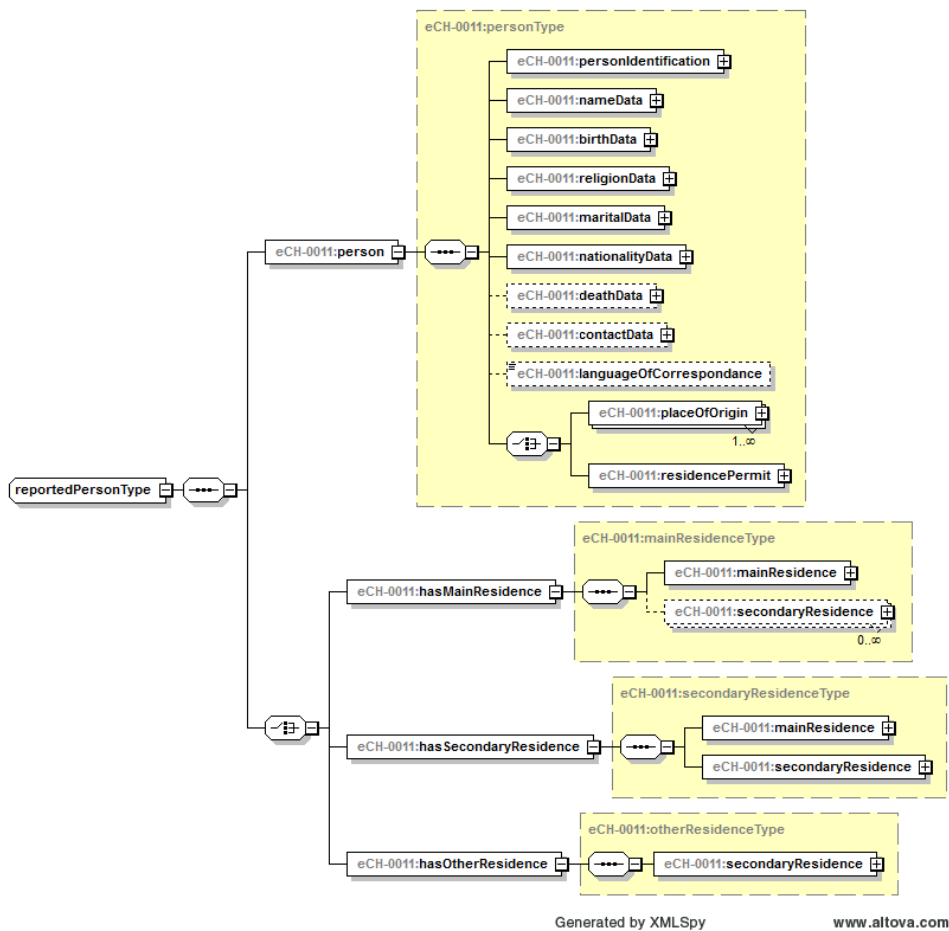 eCH-0011:personType
eCH-0011:personIdentification
eCH-0011:nameData
eCH-0011:birthData
eCH-0011:religionData
eCH-0011:maritalData
eCH-0011:person
eCH-0011:nationalityData
eCH-0011:deathData
eCH-0011:contactData
eCH-0011:languageOfCorrespondance
eCH-0011:placeOfOrigin
1..∞
eCH-0011:residencePermit
reportedPersonType
eCH-0011:mainResidenceType
eCH-0011:hasMainResidence
eCH-0011:mainResidence
eCH-0011:secondaryResidence
0..∞
eCH-0011:secondaryResidenceType
eCH-0011:mainResidence
eCH-0011:hasSecondaryResidence
eCH-0011:secondaryResidence
eCH-0011:otherResidenceType
eCH-0011:hasOtherResidence
eCH-0011:secondaryResidence
Generated by XMLSpy
www.altova.com